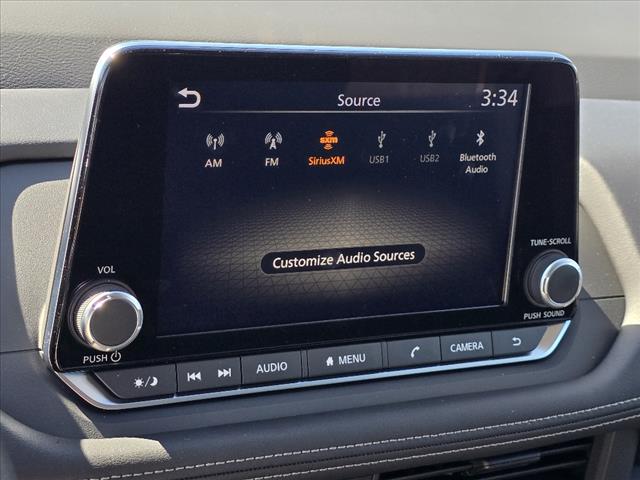 Source
3:34
sxm
AM
FM
SiriusXM
USB1
USB2
Bluetooth
Audio
Customize Audio Sources
VOL
PUSH
TUNE-SCROLL
PUSH SOUND
AUDIO
MENU
CAMERA